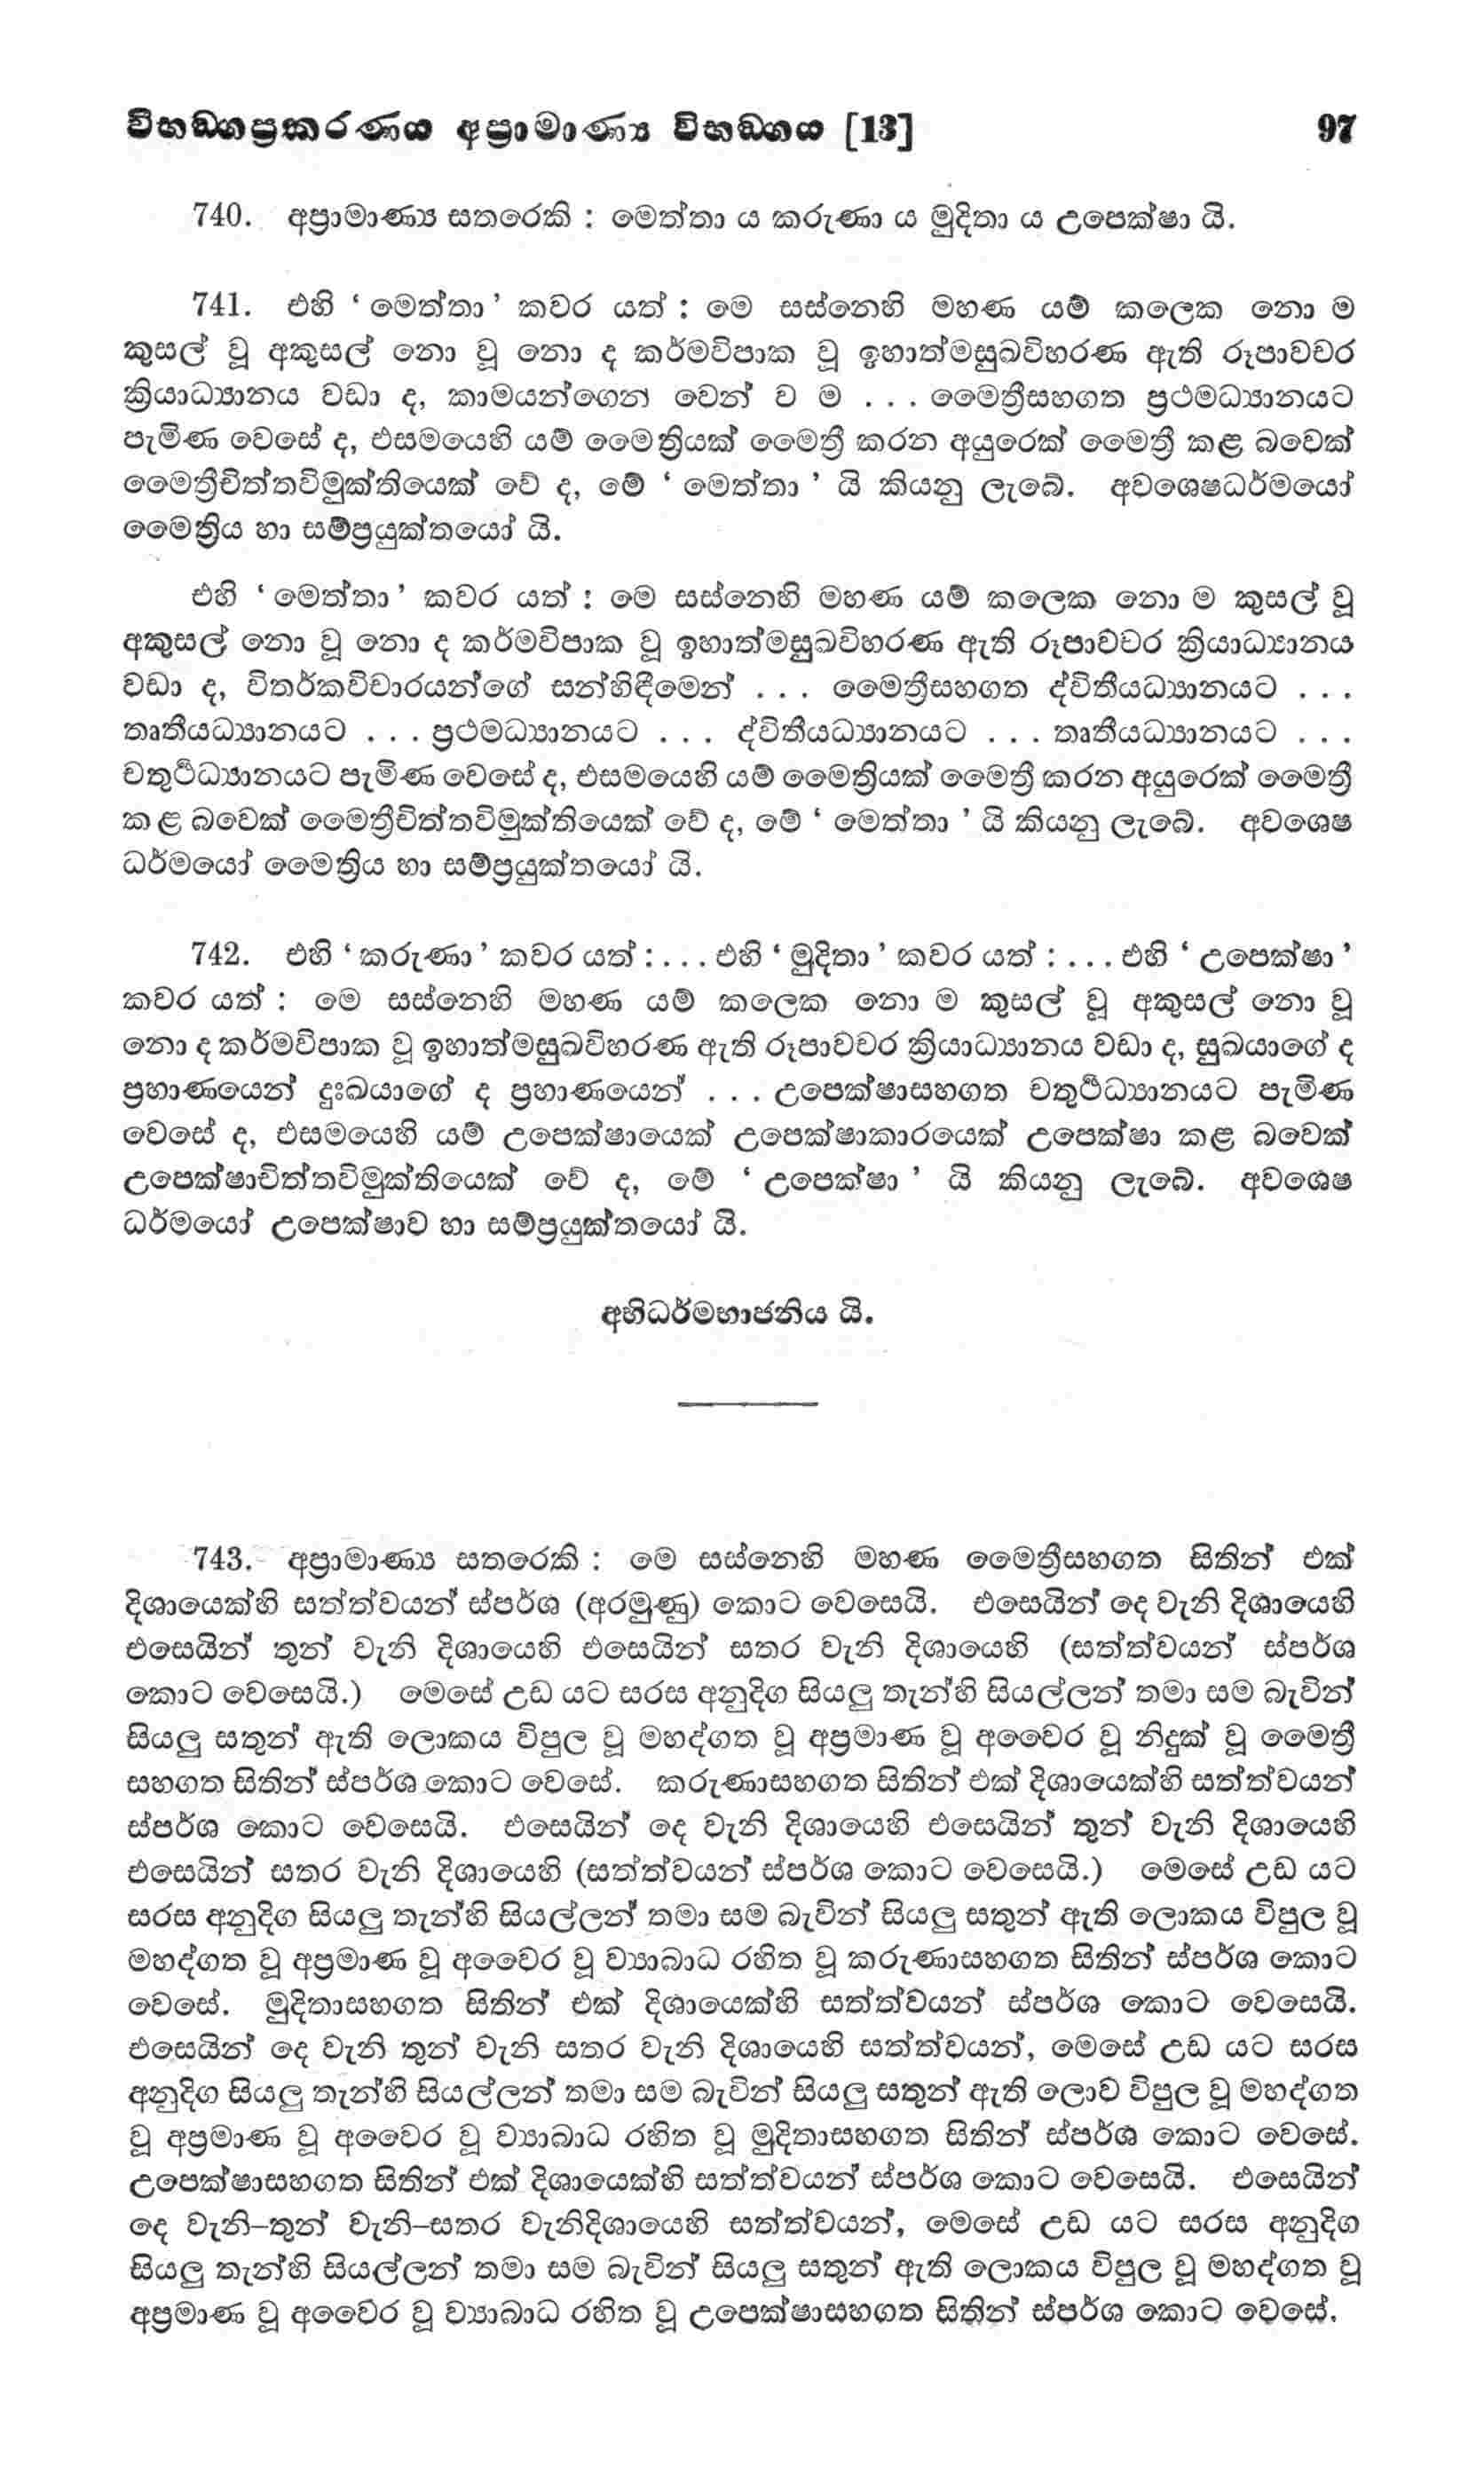 විභඞ්ගප්‍රකරණය අප්‍රාමාණ්‍ය විභඞ්ගය [13] 97
740. අප්‍රාමාණ්‍ය සතරෙකි : මෙත්තා ය කරුණා ය මුදිතා ය උපෙක්ෂා යි.
741. එහි ‘ මෙත්තා ’ කවර යත් : මෙ සස්නෙහි මහණ යම් කලෙක නො ම
කුසල් වූ අකුසල් නො වූ නො ද කර්මවිපාක වූ ඉහාත්මසුඛවිහරණ ඇති රූපාවචර
ක්‍රියාධ්‍යානය වඩා ද, කාමයන්ගෙන් වෙන් ව ම . . . මෛත්‍රීසහගත ප්‍රථමධ්‍යානයට
පැමිණ වෙසේ ද, එසමයෙහි යම් මෛත්‍රියක් මෛත්‍රී කරන අයුරෙක් මෛත්‍රී කළ බවෙක්
මෛත්‍රීචිත්තවිමුක්තියෙක් වේ ද, මේ ‘ මෙත්තා ’ යි කියනු ලැබේ. අවශෙෂධර්මයෝ
මෛත්‍රිය හා සම්ප්‍රයුක්තයෝ යි.
එහි ‘ මෙත්තා ’ කවර යත් : මෙ සස්නෙහි මහණ යම් කලෙක නො ම කුසල් වූ
අකුසල් නො වූ නො ද කර්මවිපාක වූ ඉහාත්මසුඛවිහරණ ඇති රූපාවචර ක්‍රියාධ්‍යානය
වඩා ද, විතර්කවිචාරයන්ගේ සන්හිඳීමෙන් . . . මෛත්‍රීසහගත ද්විතීයධ්‍යානයට . . .
තෘතීයධ්‍යානයට . . . ප්‍රථමධ්‍යානයට . . . ද්විතීයධ්‍යානයට . . . තෘතීයධ්‍යානයට . . .
චතුර්‍ථධ්‍යානයට පැමිණ වෙසේ ද, එසමයෙහි යම් මෛත්‍රියක් මෛත්‍රී කරන අයුරෙක් මෛත්‍රී
කළ බවෙක් මෛත්‍රීචිත්තවිමුක්තියෙක් වේ ද, මේ ‘ මෙත්තා ’ යි කියනු ලැබේ. අවශෙෂ
ධර්මයෝ මෛත්‍රිය හා සම්ප්‍රයුක්තයෝ යි.
742. එහි ‘ කරුණා ’ කවර යත් : . . . එහි ‘ මුදිතා ’ කවර යත් : . . . එහි ‘ උපෙක්ෂා ’
කවර යත් : මෙ සස්නෙහි මහණ යම් කලෙක නො ම කුසල් වූ අකුසල් නො වූ
නො ද කර්මවිපාක වූ ඉහාත්මසුඛවිහරණ ඇති රූපාවචර ක්‍රියාධ්‍යානය වඩා ද, සුඛයාගේ ද
ප්‍රහාණයෙන් දුඃඛයාගේ ද ප්‍රහාණයෙන් . . . උපෙක්ෂාසහගත චතුර්‍ථධ්‍යානයට පැමිණ
වෙසේ ද, එසමයෙහි යම් උපෙක්ෂායෙක් උපෙක්ෂාකාරයෙක් උපෙක්ෂා කළ බවෙක්
උපෙක්ෂාචිත්තවිමුක්තියෙක් වේ ද, මේ ‘ උපෙක්ෂා ’ යි කියනු ලැබේ. අවශෙෂ
ධර්මයෝ උපෙක්ෂාව හා සම්ප්‍රයුක්තයෝ යි.
අභිධර්මභාජනිය යි.
743. අප්‍රාමාණ්‍ය සතරෙකි : මෙ සස්නෙහි මහණ මෛත්‍රීසහගත සිතින් එක්
දිශායෙක්හි සත්ත්වයන් ස්පර්ශ (අරමුණු) කොට වෙසෙයි. එසෙයින් දෙ වැනි දිශායෙහි
එසෙයින් තුන් වැනි දිශායෙහි එසෙයින් සතර වැනි දිශායෙහි (සත්ත්වයන් ස්පර්ශ
කොට වෙසෙයි.) මෙසේ උඩ යට සරස අනුදිග සියලු තැන්හි සියල්ලන් තමා සම බැවින්
සියලු සතුන් ඇති ලොකය විපුල වූ මහද්ගත වූ අප්‍රමාණ වූ අවෛර වූ නිදුක් වූ මෛත්‍රී
සහගත සිතින් ස්පර්ශ කොට වෙසේ. කරුණාසහගත සිතින් එක් දිශායෙක්හි සත්ත්වයන්
ස්පර්ශ කොට වෙසෙයි. එසෙයින් දෙ වැනි දිශායෙහි එසෙයින් තුන් වැනි දිශායෙහි
එසෙයින් සතර වැනි දිශායෙහි (සත්ත්වයන් ස්පර්ශ කොට වෙසෙයි.) මෙසේ උඩ යට
සරස අනුදිග සියලු තැන්හි සියල්ලන් තමා සම බැවින් සියලු සතුන් ඇති ලොකය විපුල වූ
මහද්ගත වූ අප්‍රමාණ වූ අවෛර වූ ව්‍යාබාධ රහිත වූ කරුණාසහගත සිතින් ස්පර්ශ කොට
වෙසේ. මුදිතාසහගත සිතින් එක් දිශායෙක්හි සත්ත්වයන් ස්පර්ශ කොට වෙසෙයි.
එසෙයින් දෙ වැනි තුන් වැනි සතර වැනි දිශායෙහි සත්ත්වයන්, මෙසේ උඩ යට සරස
අනුදිග සියලු තැන්හි සියල්ලන් තමා සම බැවින් සියලු සතුන් ඇති ලොව විපුල වූ මහද්ගත
වූ අප්‍රමාණ වූ අවෛර වූ ව්‍යාබාධ රහිත වූ මුදිතාසහගත සිතින් ස්පර්ශ කොට වෙසේ.
උපෙක්ෂාසහගත සිතින් එක් දිශායෙක්හි සත්ත්වයන් ස්පර්ශ කොට වෙසෙයි. එසෙයින්
දෙ වැනි–තුන් වැනි–සතර වැනිදිශායෙහි සත්ත්වයන්, මෙසේ උඩ යට සරස අනුදිග
සියලු තැන්හි සියල්ලන් තමා සම බැවින් සියලු සතුන් ඇති ලොකය විපුල වූ මහද්ගත වූ
අප්‍රමාණ වූ අවෛර වූ ව්‍යාබාධ රහිත වූ උපෙක්ෂාසහගත සිතින් ස්පර්ශ කොට වෙසේ.